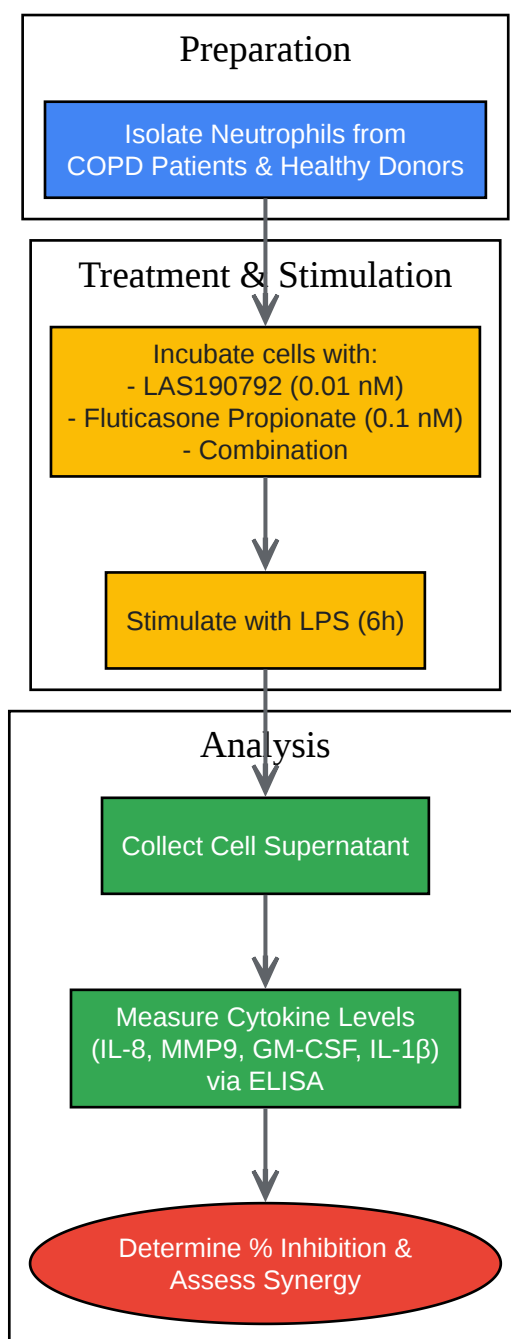 Preparation
Isolate Neutrophils from
COPD Patients & Healthy Donors
Treatment & Stimulation
Incubate cells with:
- LAS190792 (0.01 nM)
- Fluticasone Propionate (0.1 nM)
- Combination
Stimulate with LPS (6h)
Analysis
Collect Cell Supernatant
Measure Cytokine Levels
(IL-8, MMP9, GM-CSF, IL-1β)
via ELISA
Determine % Inhibition &
Assess Synergy